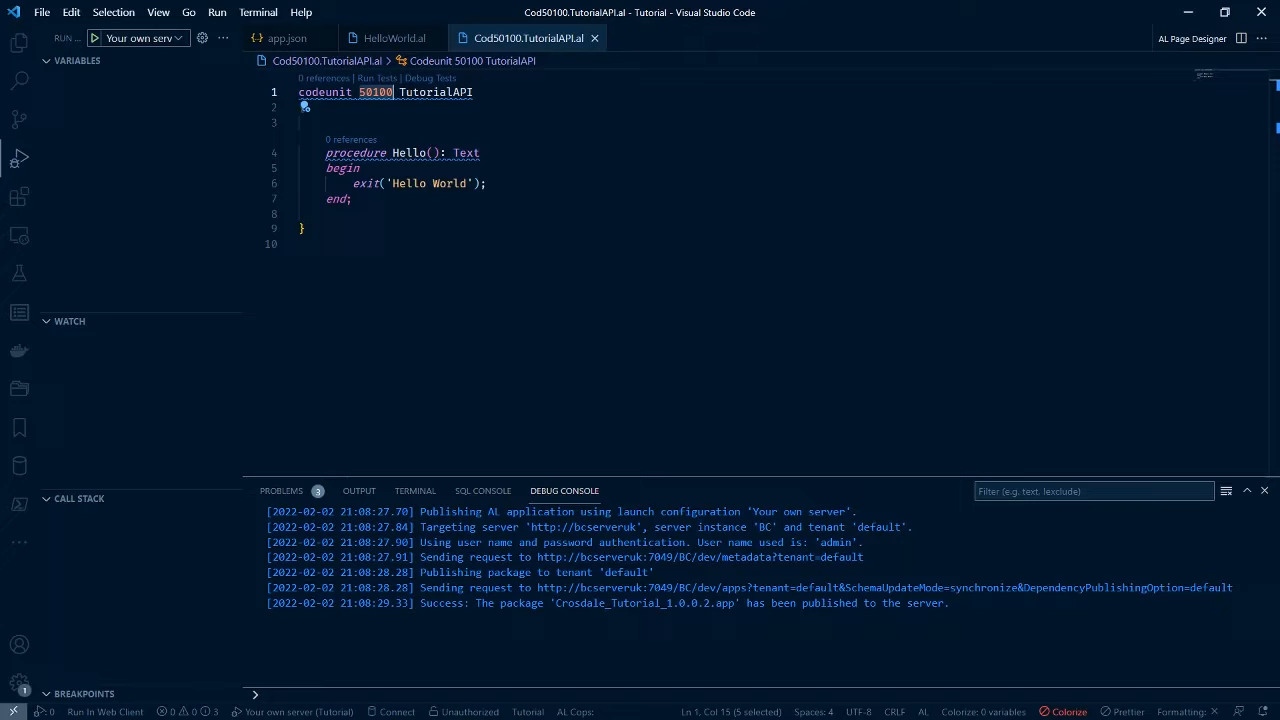 File Edit Selection View Go Run Terminal Help
Cod50100.TutorialAPI.al - Tutorial - Visual Studio Code
RUN ... Your own serv ...
app.json HelloWorld.al Cod50100.TutorialAPI.al
AL Page Designer ...
VARIABLES
Cod50100.TutorialAPI.al > Codeunit 50100 TutorialAPI
0 references | Run Tests | Debug Tests
1 codeunit 50100 TutorialAPI
2
3
0 references
4 procedure Hello(): Text
5 begin
6 exit('Hello World');
7 end;
8
9 }
10
WATCH
CALL STACK
PROBLEMS 3 OUTPUT TERMINAL SQL CONSOLE DEBUG CONSOLE
Filter (e.g. text, !exclude)
[2022-02-02 21:08:27.70] Publishing AL application using launch configuration 'Your own server'.
[2022-02-02 21:08:27.84] Targeting server 'http://bcserveruk', server instance 'BC' and tenant 'default'.
[2022-02-02 21:08:27.90] Using user name and password authentication. User name used is: 'admin'.
[2022-02-02 21:08:27.91] Sending request to http://bcserveruk:7049/BC/dev/metadata?tenant=default
[2022-02-02 21:08:28.28] Publishing package to tenant 'default'
[2022-02-02 21:08:28.28] Sending request to http://bcserveruk:7049/BC/dev/apps?tenant=default&SchemaUpdateMode=synchronize&DependencyPublishingOption=default
[2022-02-02 21:08:29.33] Success: The package 'Crosdale_Tutorial_1.0.0.2.app' has been published to the server.
1
BREAKPOINTS
>
0 Run In Web Client 0 0 3 Your own server (Tutorial) Connect Unauthorized Tutorial AL Cops: Ln 1, Col 15 (5 selected) Spaces: 4 UTF-8 CRLF AL Colorize: 0 variables Colorize Prettier Formatting: ×